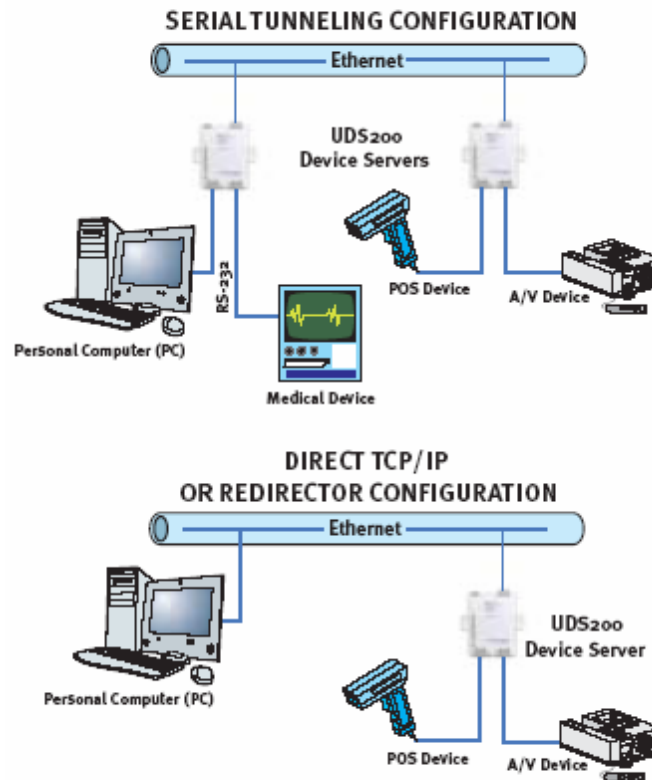 SERIAL TUNNELING CONFIGURATION
Ethernet
UDS200
Device Servers
RS-232
POS Device
A/V Device
Personal Computer (PC)
Medical Device
DIRECT TCP/IP
OR REDIRECTOR CONFIGURATION
Ethernet
UDS200
Device Server
Personal Computer (PC)
POS Device
A/V Device